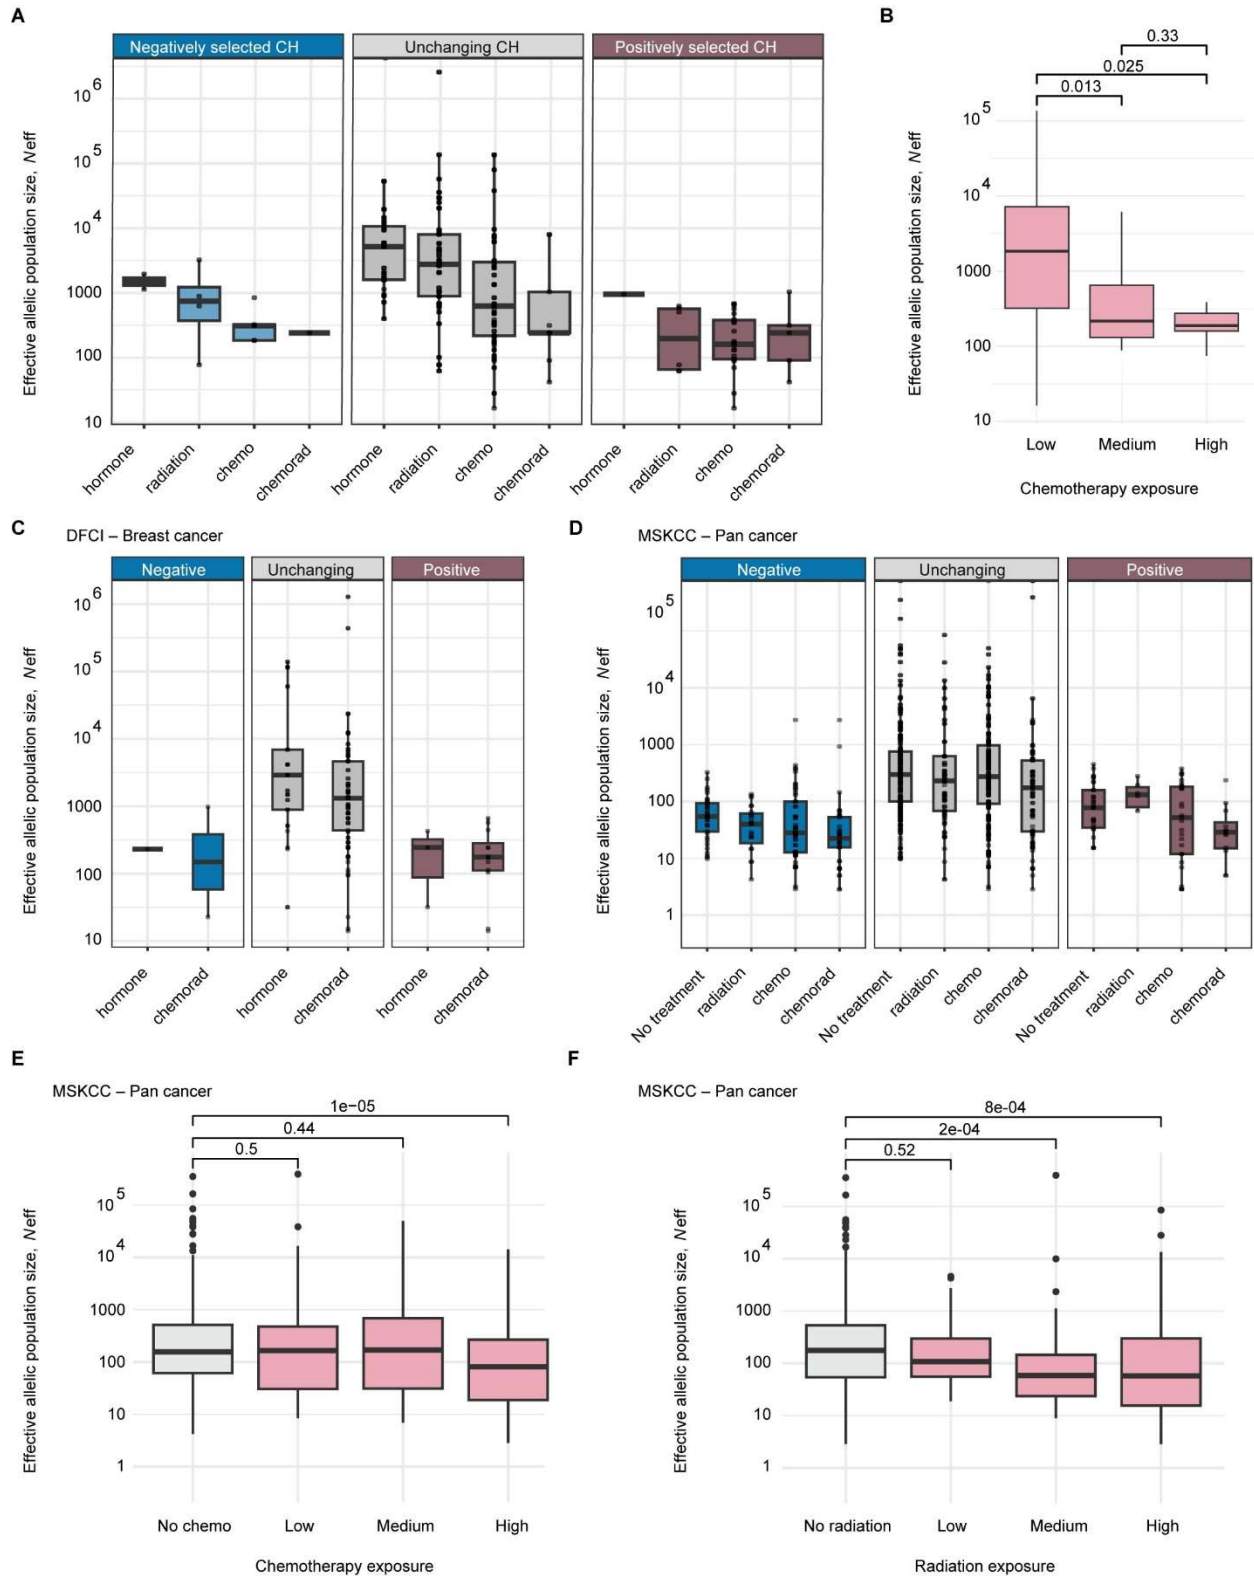 A
Negatively selected CH
Unchanging CH
Positively selected CH
Effective allelic population size, Neff
10^6
10^5
10^4
1000
100
10
hormone
radiation
chemo
chemorad
hormone
radiation
chemo
chemorad
hormone
radiation
chemo
chemorad
B
0.33
0.025
0.013
Effective allelic population size, Neff
10^5
10^4
1000
100
10
Low Medium High
Chemotherapy exposure
C
DFCI – Breast cancer
Negative
Unchanging
Positive
Effective allelic population size, Neff
10^6
10^5
10^4
1000
100
10
hormone
chemorad
hormone
chemorad
hormone
chemorad
D
MSKCC – Pan cancer
Negative
Unchanging
Positive
Effective allelic population size, Neff
10^5
10^4
1000
100
10
1
No treatment
radiation
chemo
chemorad
No treatment
radiation
chemo
chemorad
No treatment
radiation
chemo
chemorad
E
MSKCC – Pan cancer
1e−05
0.44
0.5
Effective allelic population size, Neff
10^5
10^4
1000
100
10
1
No chemo Low Medium High
Chemotherapy exposure
F
MSKCC – Pan cancer
8e-04
2e-04
0.52
Effective allelic population size, Neff
10^5
10^4
1000
100
10
1
No radiation Low Medium High
Radiation exposure